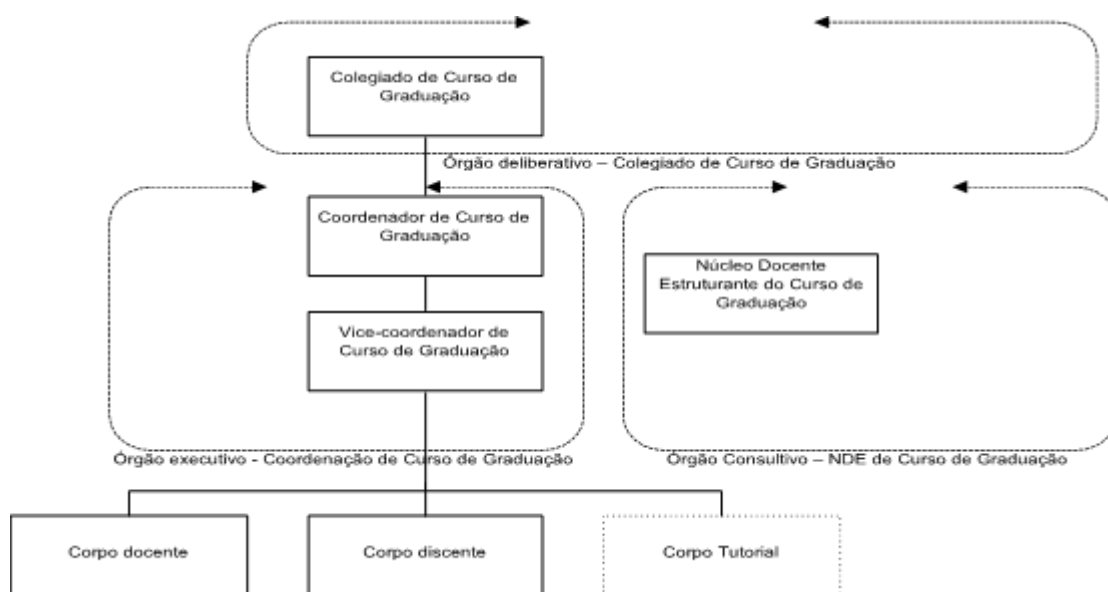 Colegiado de Curso de
Graduação
Órgão deliberativo – Colegiado de Curso de Graduação
Coordenador de Curso de
Graduação
Núcleo Docente
Estruturante do Curso de
Graduação
Vice-coordenador de
Curso de Graduação
Órgão executivo - Coordenação de Curso de Graduação
Órgão Consultivo – NDE de Curso de Graduação
Corpo docente
Corpo discente
Corpo Tutorial